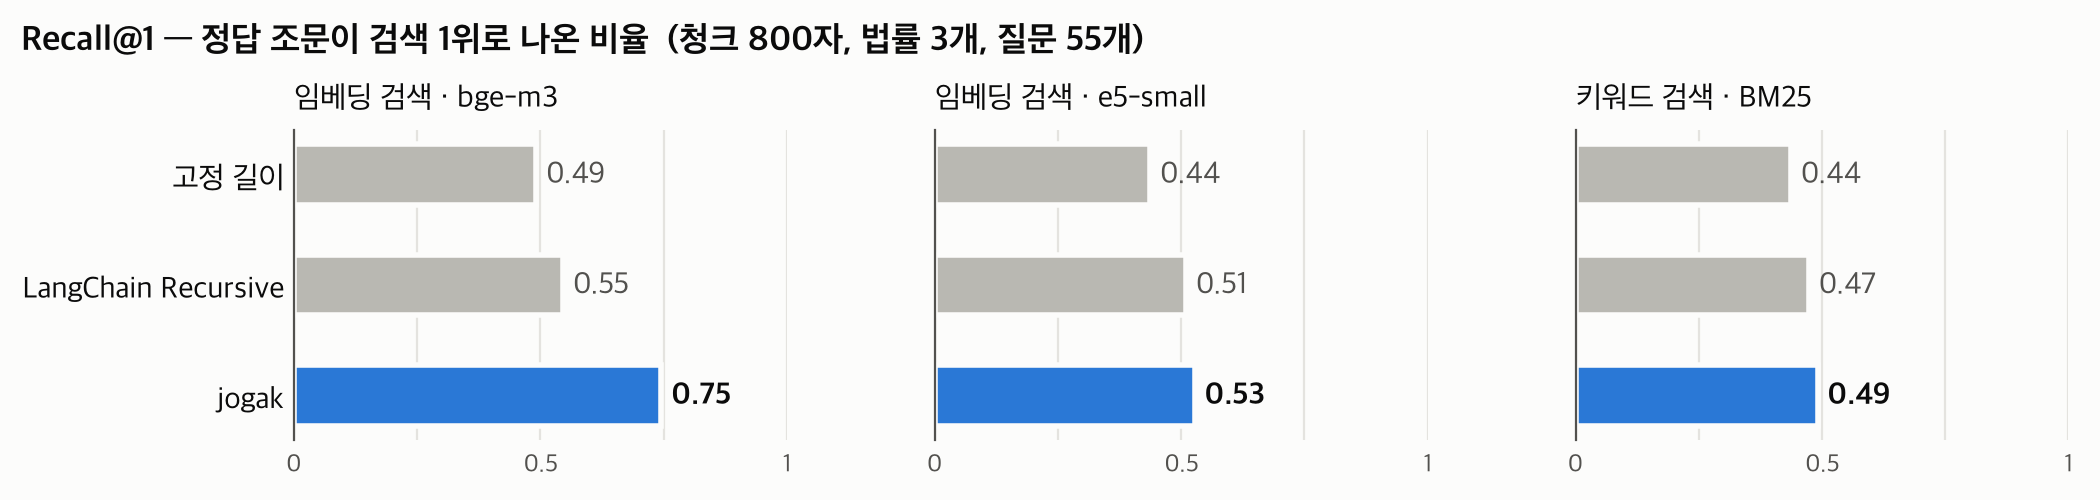 Recall@1 — 정답 조문이 검색 1위로 나온 비율 (청크 800자, 법률 3개, 질문 55개)
임베딩 검색 · bge-m3
임베딩 검색 · e5-small
키워드 검색 · BM25
고정 길이 0.49 0.44 0.44
LangChain Recursive 0.55 0.51 0.47
jogak 0.75 0.53 0.49
0 0.5 1 0 0.5 1 0 0.5 1